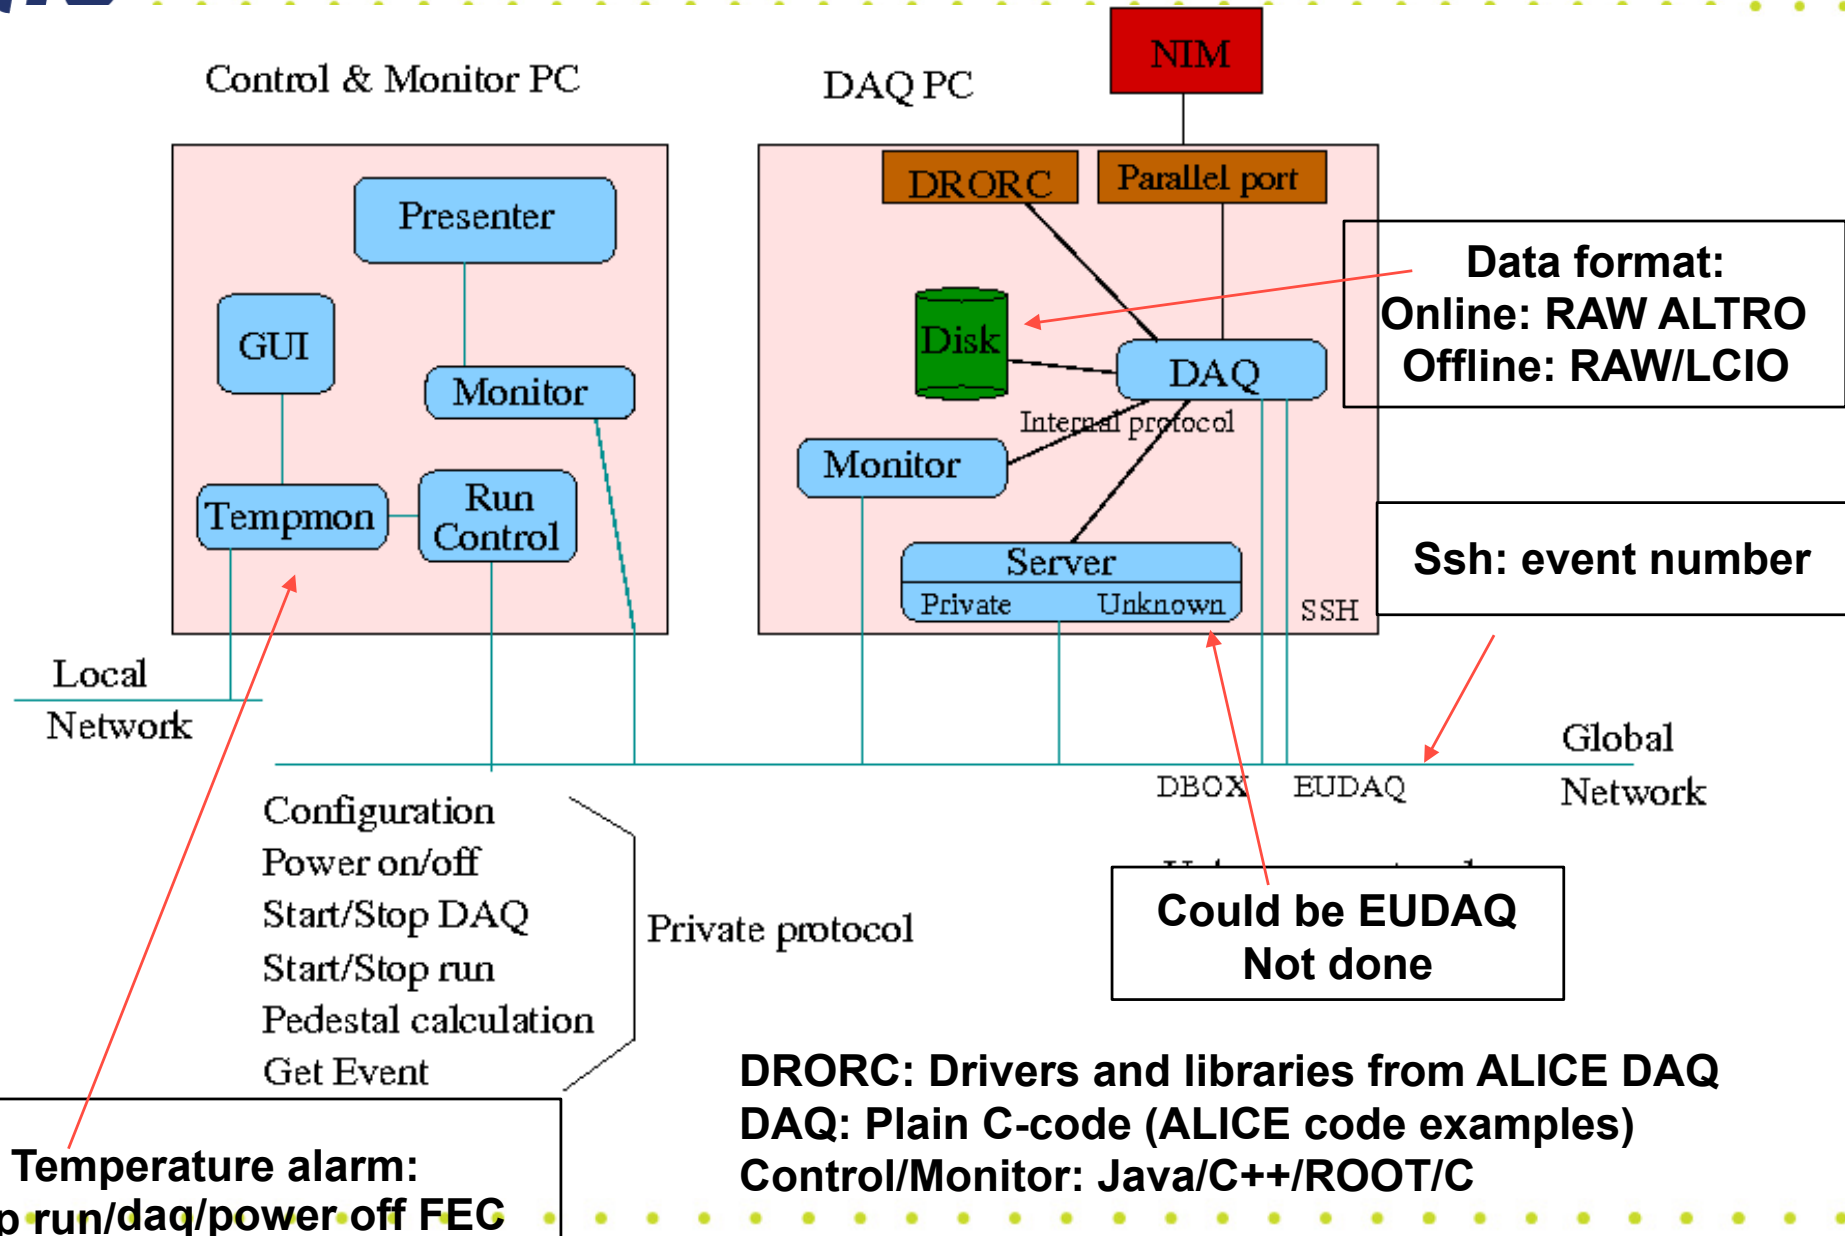 Control & Monitor PC
DAQ PC
NIM
Presenter
GUI
Monitor
Tempmon
Run
Control
DRORC
Parallel port
Disk
DAQ
Internal protocol
Monitor
Server
Private Unknown
SSH
Data format:
Online: RAW ALTRO
Offline: RAW/LCIO
Ssh: event number
Local
Network
Global
Network
DBOX EUDAQ
Configuration
Power on/off
Start/Stop DAQ
Start/Stop run
Pedestal calculation
Get Event
Private protocol
Could be EUDAQ
Not done
DRORC: Drivers and libraries from ALICE DAQ
DAQ: Plain C-code (ALICE code examples)
Control/Monitor: Java/C++/ROOT/C
Temperature alarm:
run/daq/power off FEC